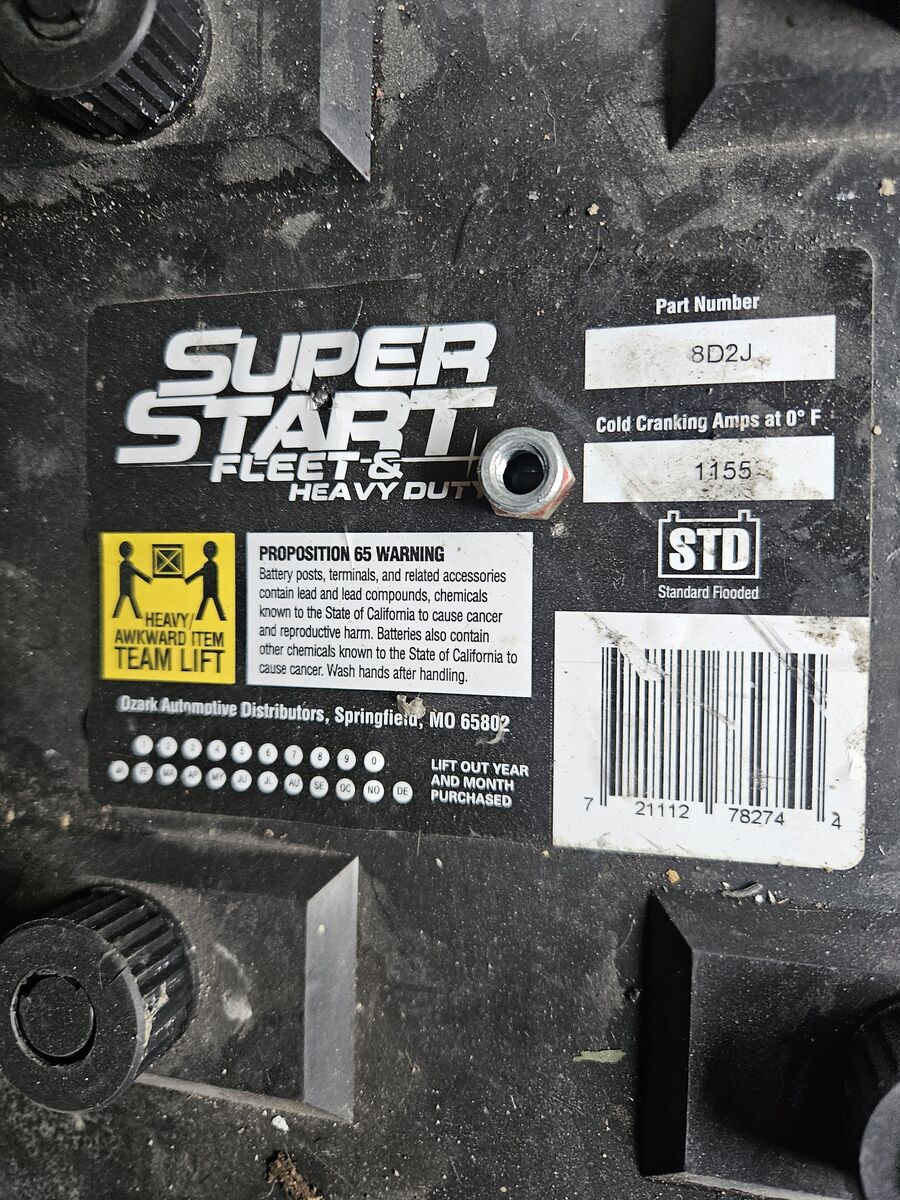 SUPER
START
FLEET &
HEAVY DUTY
Part Number
8D2J
Cold Cranking Amps at 0° F
1155
STD
Standard Flooded
HEAVY/
AWKWARD ITEM
TEAM LIFT
PROPOSITION 65 WARNING
Battery posts, terminals, and related accessories
contain lead and lead compounds, chemicals
known to the State of California to cause cancer
and reproductive harm. Batteries also contain
other chemicals known to the State of California to
cause cancer. Wash hands after handling.
Ozark Automotive Distributors, Springfield, MO 65802
1 2 3 4 5 6 7 8 9 0
JA FE MA AP MY JU JL AU SE OC NO DE
LIFT OUT YEAR
AND MONTH
PURCHASED
7 21112 78274 4